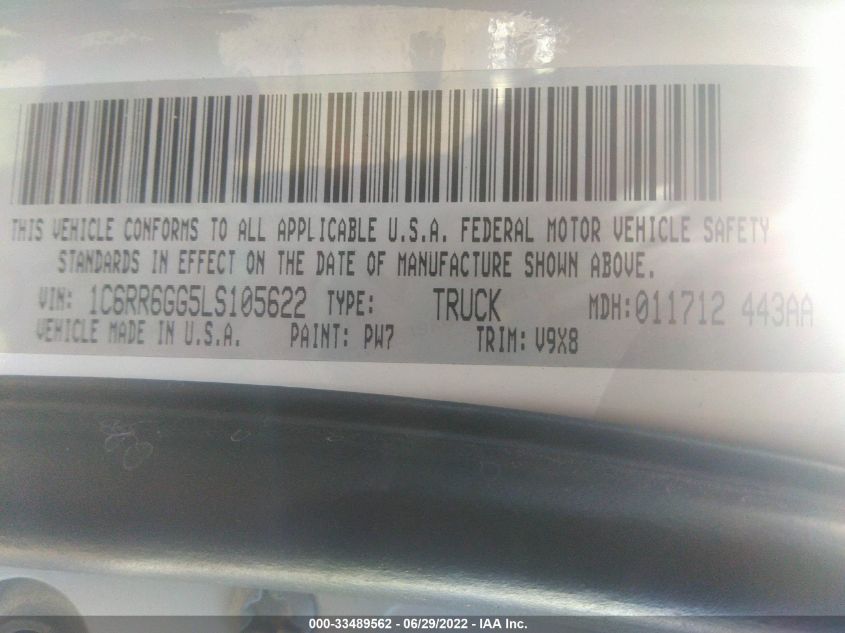 THIS VEHICLE CONFORMS TO ALL APPLICABLE U.S.A. FEDERAL MOTOR VEHICLE SAFETY
STANDARDS IN EFFECT ON THE DATE OF MANUFACTURE SHOWN ABOVE.
VIN: 1C6RR6GG5LS105622 TYPE: TRUCK MDH: 011712 443AA
VEHICLE MADE IN U.S.A. PAINT: PW7 TRIM: V9X8
000-33489562 - 06/29/2022 - IAA Inc.